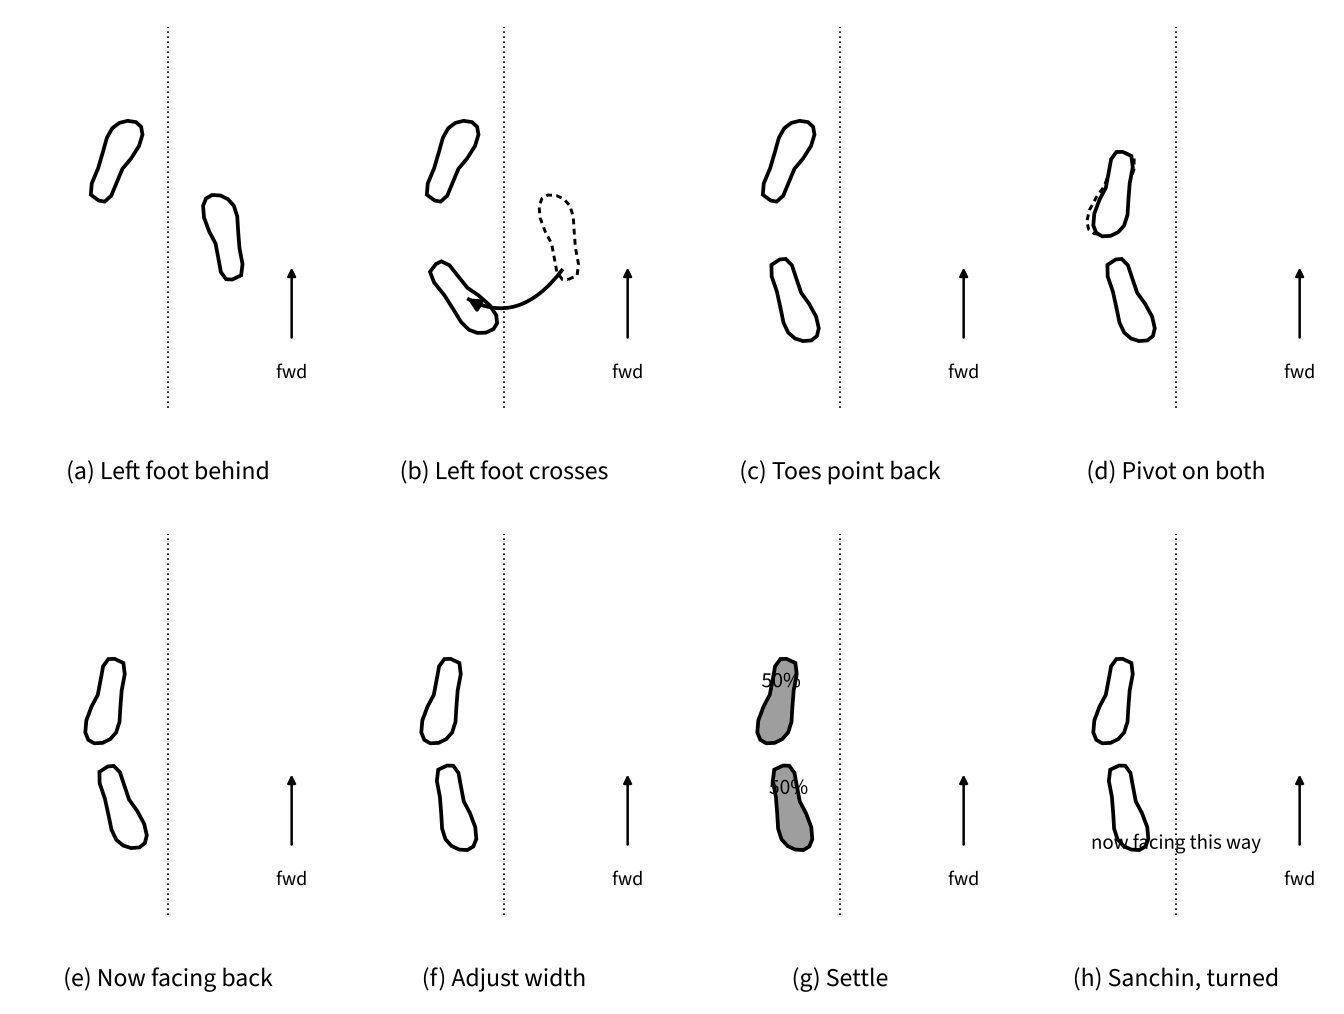 fwd
fwd
fwd
fwd
(a) Left foot behind
(b) Left foot crosses
(c) Toes point back
(d) Pivot on both
50%
50%
now facing this way
fwd
fwd
fwd
fwd
(e) Now facing back
(f) Adjust width
(g) Settle
(h) Sanchin, turned